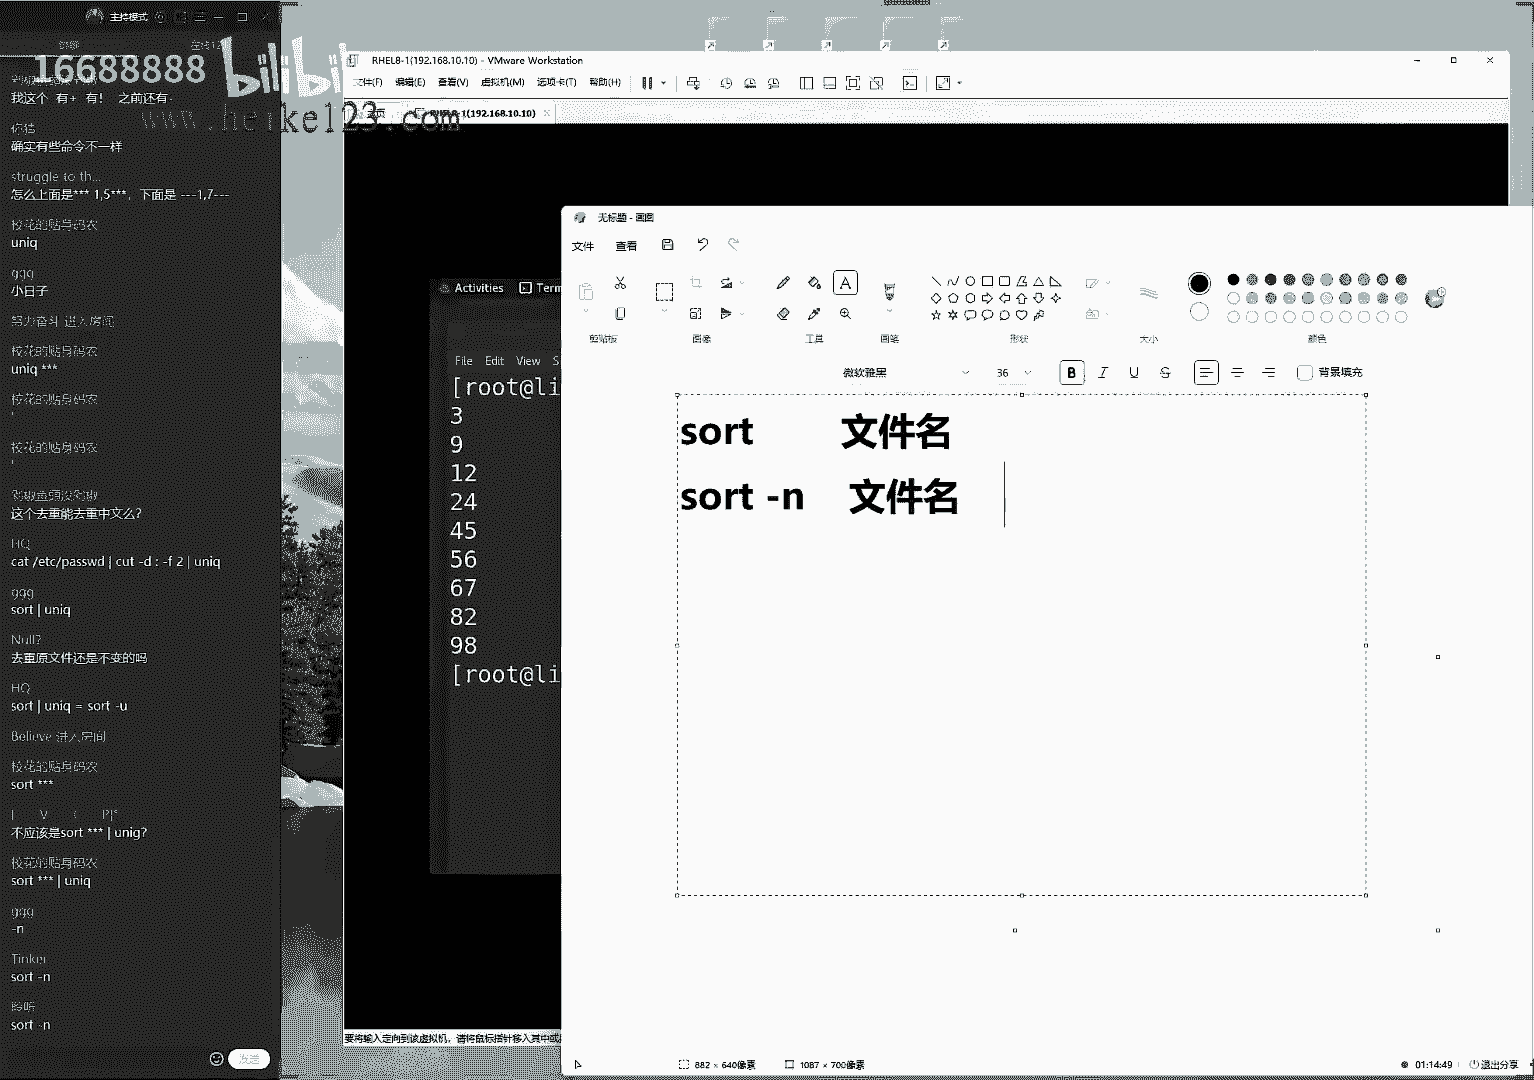 主持模式
16688888
bilibili
我这个 有+ 有! 之前还有-
www.heike123.com
确实有些命令不一样
struggle to th...
怎么上面是*** 1,5***, 下面是 ---1,7---
校花的贴身码农
uniq
ggg
小日子
努力奋斗 进入房间
校花的贴身码农
uniq ***
校花的贴身码农
'
校花的贴身码农
'
这个去重能去重中文么?
HQ
cat /etc/passwd | cut -d : -f 2 | uniq
ggg
sort | uniq
Null?
去重原文件还是不变的吗
HQ
sort | uniq = sort -u
Believe 进入房间
校花的贴身码农
sort ***
不应该是sort *** | unig?
校花的贴身码农
sort *** | uniq
ggg
-n
Tinker
sort -n
聆听
sort -n
发送
RHEL8-1(192.168.10.10) - VMware Workstation
文件(F) 编辑(E) 查看(V) 虚拟机(M) 选项卡(T) 帮助(H)
主页 RHEL8-1(192.168.10.10)
Activities Term
File Edit View S
[root@li
3
9
12
24
45
56
67
82
98
[root@li
要将输入定向到该虚拟机，请将鼠标指针移入其中或
无标题 - 画图
文件 查看
剪贴板 图像 工具 画笔 形状 大小 颜色
微软雅黑 36 B I U S 背景填充
sort 文件名
sort -n 文件名
882 × 640像素 1087 × 700像素
01:14:49 退出分享